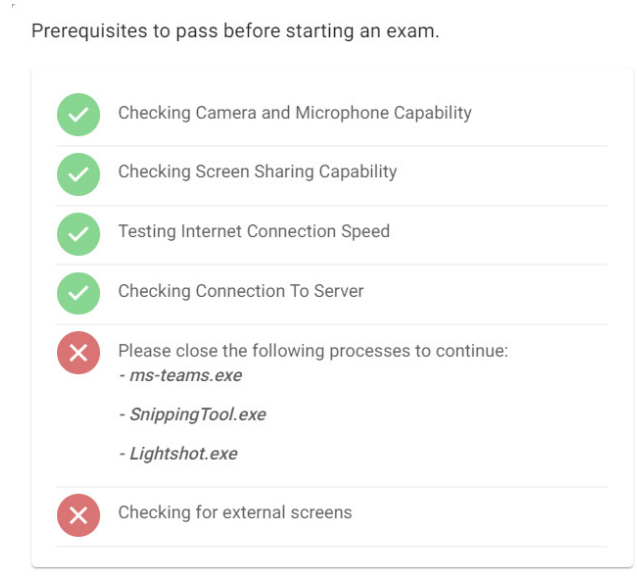 Prerequisites to pass before starting an exam.
Checking Camera and Microphone Capability
Checking Screen Sharing Capability
Testing Internet Connection Speed
Checking Connection To Server
Please close the following processes to continue:
- ms-teams.exe
- SnippingTool.exe
- Lightshot.exe
Checking for external screens